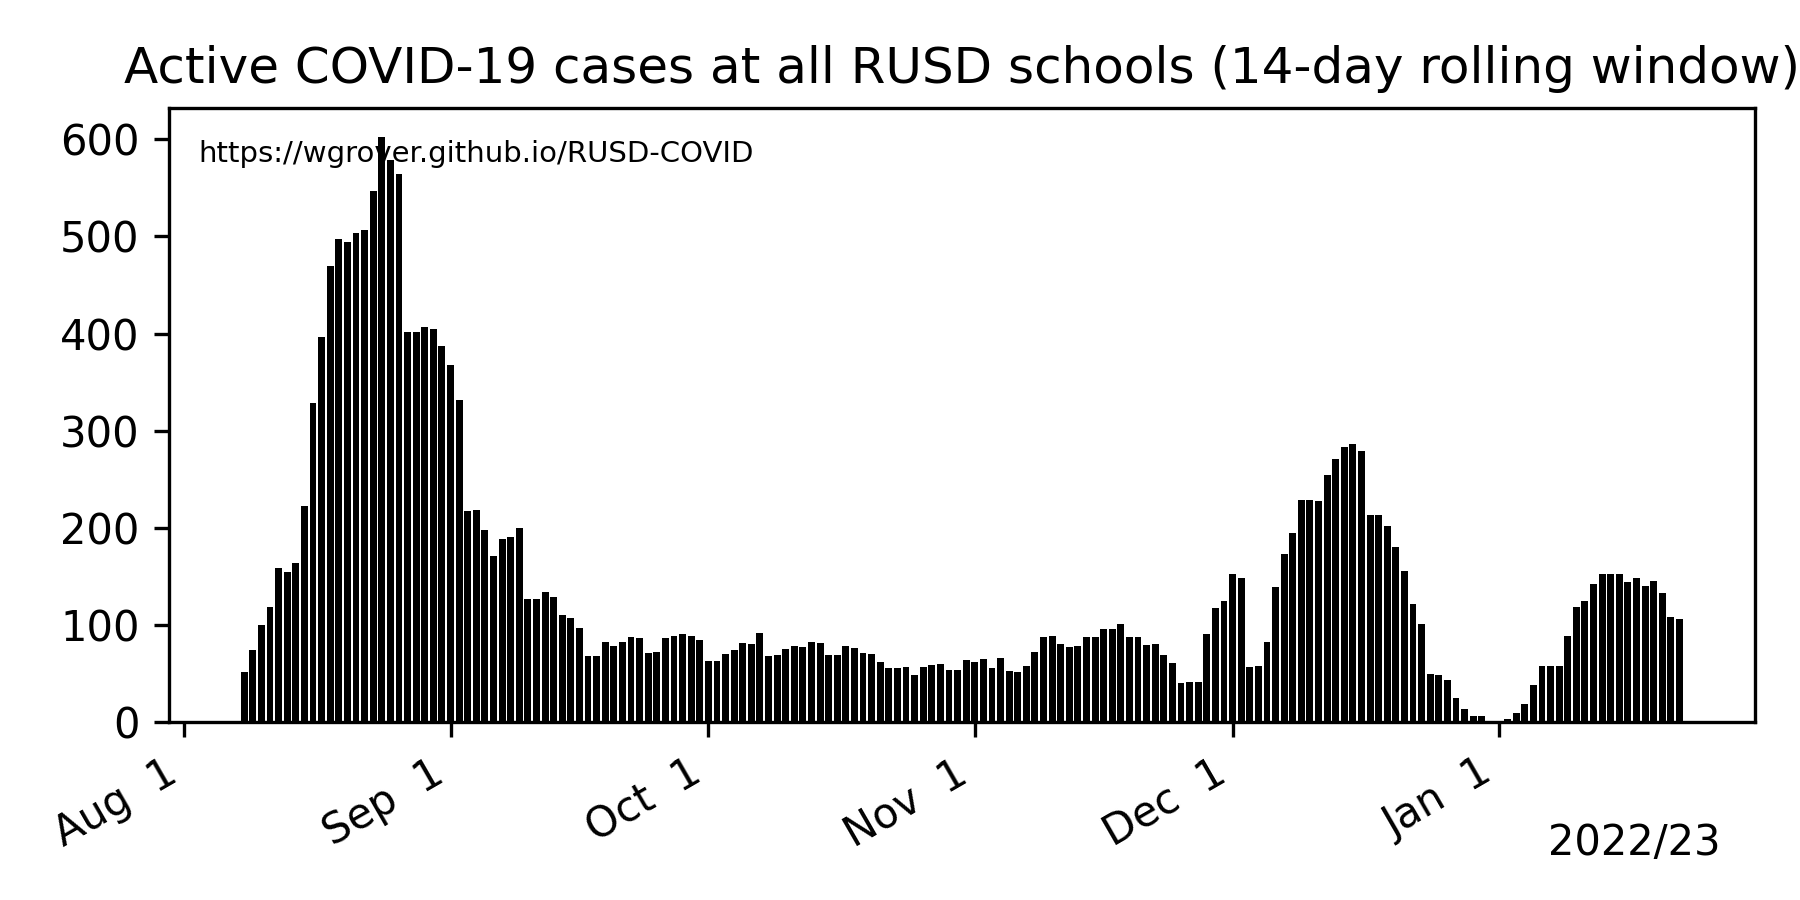 Active COVID-19 cases at all RUSD schools (14-day rolling window)
https://wgrover.github.io/RUSD-COVID
600
500
400
300
200
100
0
Aug 1
Sep 1
Oct 1
Nov 1
Dec 1
Jan 1
2022/23